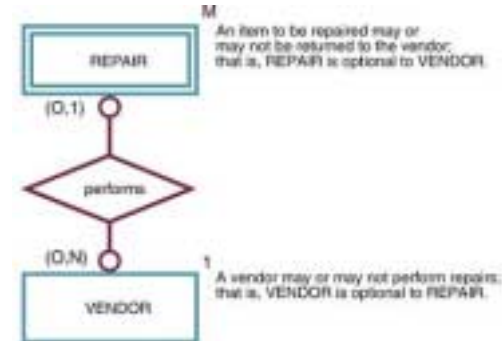 M
An item to be repaired may or
may not be returned to the vendor;
that is, REPAIR is optional to VENDOR.
REPAIR
(O,1)
performs
(O,N)
1
A vendor may or may not perform repairs;
that is, VENDOR is optional to REPAIR.
VENDOR